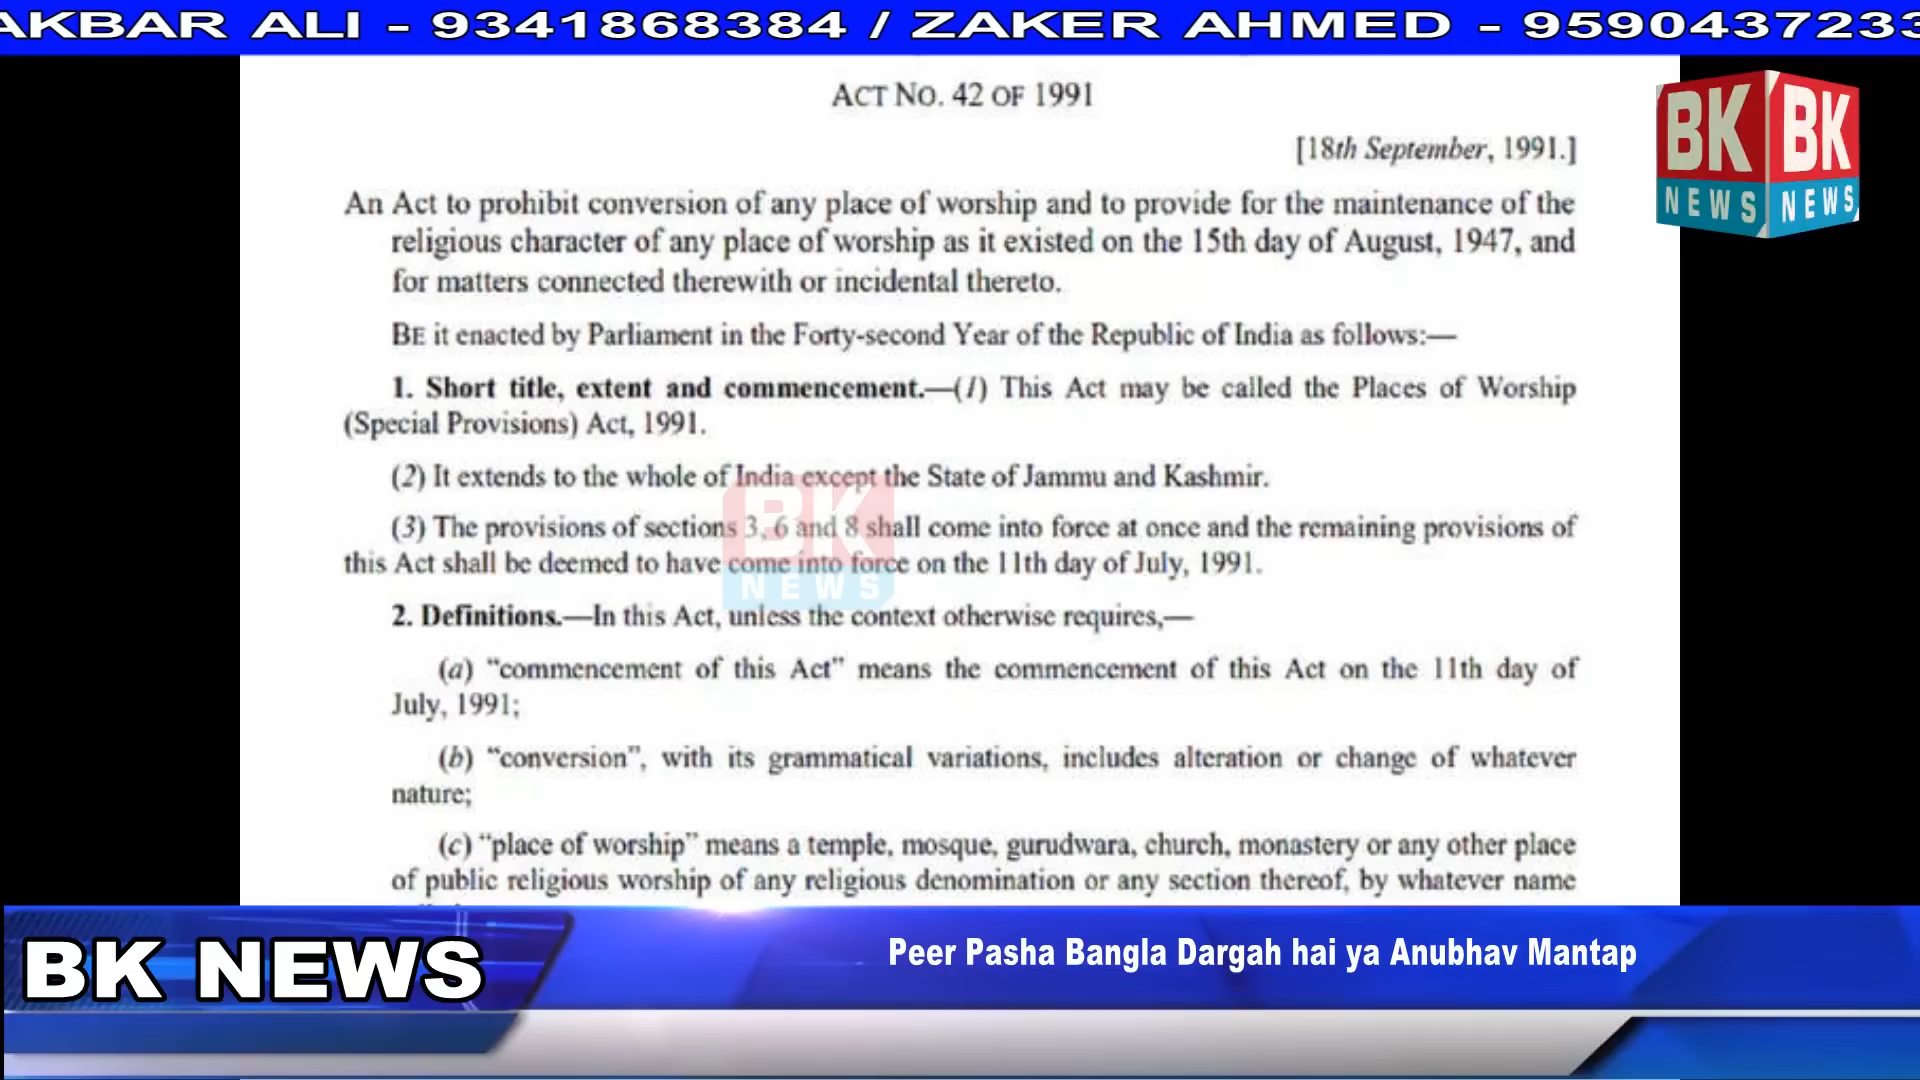 AKBAR ALI - 9341868384 / ZAKER AHMED - 959043723
ACT NO. 42 OF 1991
[18th September, 1991.]
BK BK
NEWS NEWS
An Act to prohibit conversion of any place of worship and to provide for the maintenance of the
religious character of any place of worship as it existed on the 15th day of August, 1947, and
for matters connected therewith or incidental thereto.
BE it enacted by Parliament in the Forty-second Year of the Republic of India as follows:—
1. Short title, extent and commencement.—(1) This Act may be called the Places of Worship
(Special Provisions) Act, 1991.
(2) It extends to the whole of India except the State of Jammu and Kashmir.
(3) The provisions of sections 3, 6 and 8 shall come into force at once and the remaining provisions of
this Act shall be deemed to have come into force on the 11th day of July, 1991.
BK
NEWS
2. Definitions.—In this Act, unless the context otherwise requires,—
(a) “commencement of this Act” means the commencement of this Act on the 11th day of
July, 1991;
(b) “conversion”, with its grammatical variations, includes alteration or change of whatever
nature;
(c) “place of worship” means a temple, mosque, gurudwara, church, monastery or any other place
of public religious worship of any religious denomination or any section thereof, by whatever name
BK NEWS
Peer Pasha Bangla Dargah hai ya Anubhav Mantap